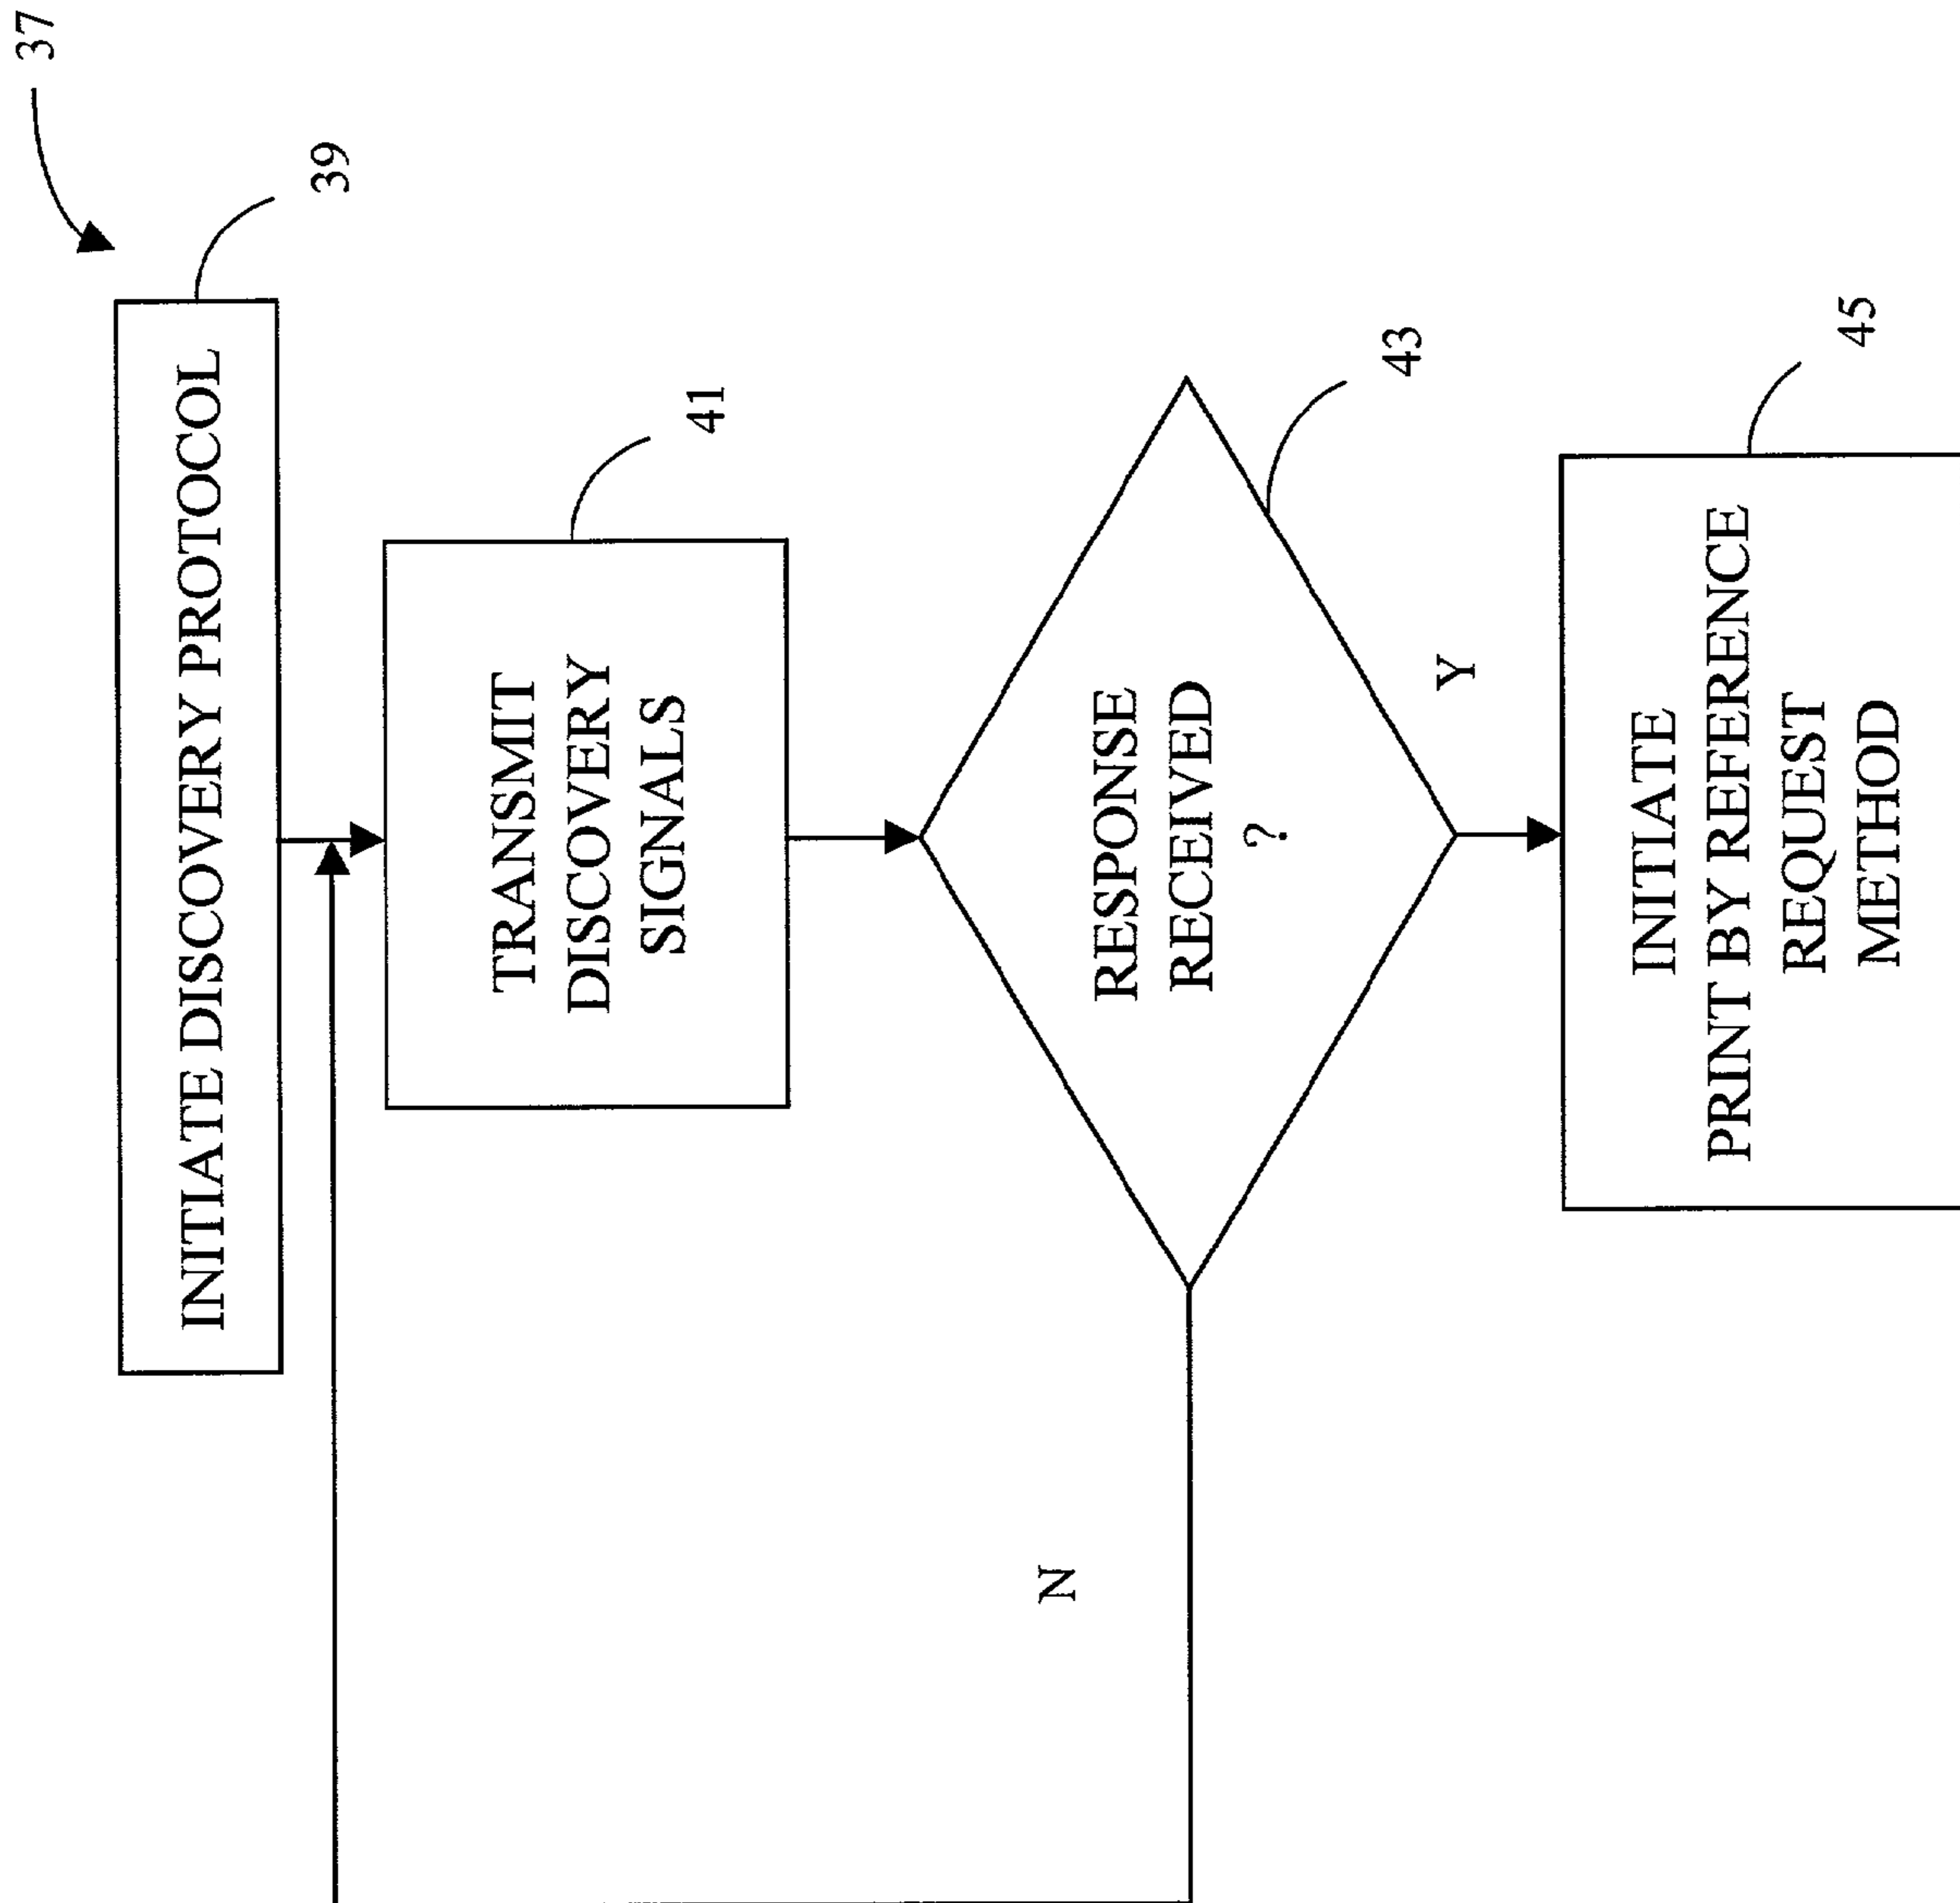 37
INITIATE DISCOVERY PROTOCOL
39
TRANSMIT
DISCOVERY
SIGNALS
41
RESPONSE
RECEIVED
?
43
N
Y
INITIATE
PRINT BY REFERENCE
REQUEST
METHOD
45